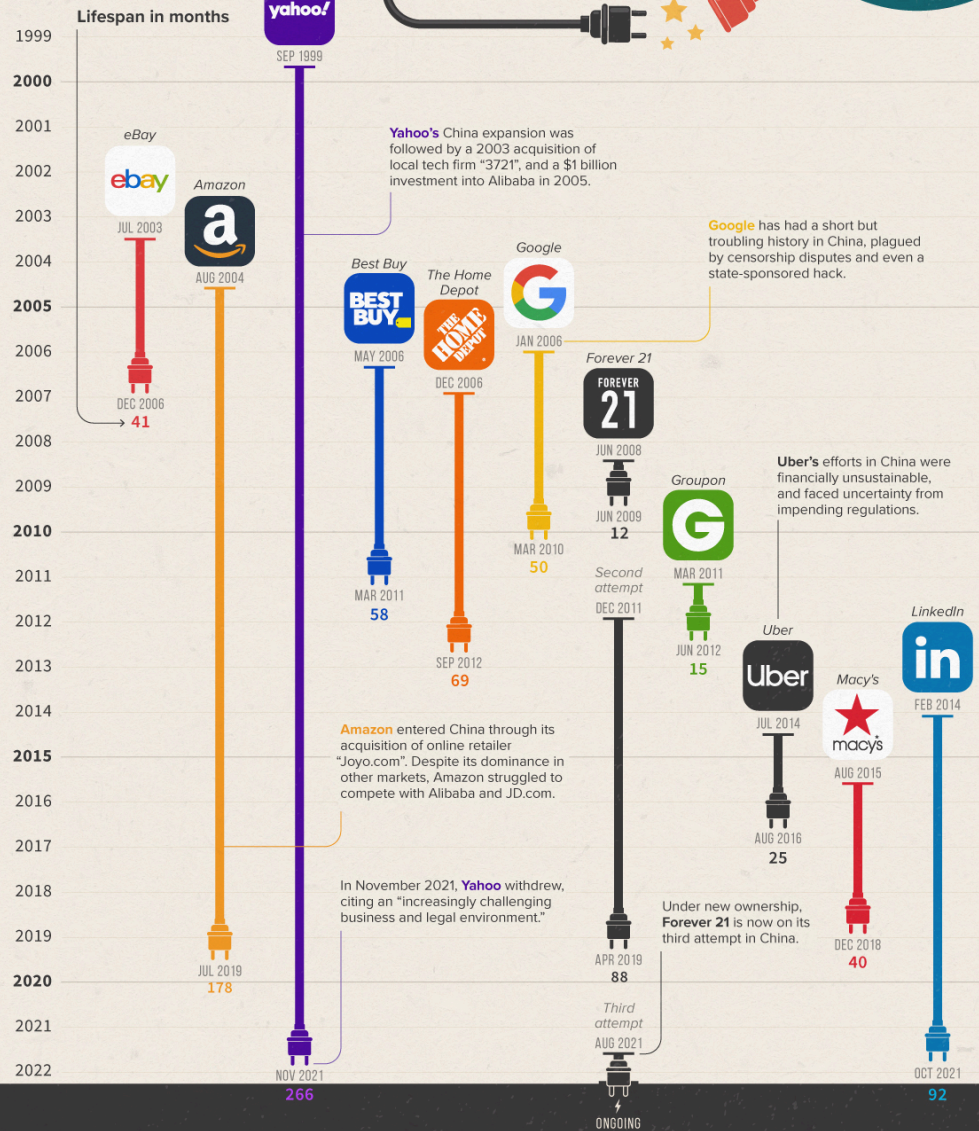 Lifespan in months
yahoo!
SEP 1999
1999
2000
2001
2002
2003
2004
2005
2006
2007
2008
2009
2010
2011
2012
2013
2014
2015
2016
2017
2018
2019
2020
2021
2022
eBay
ebay
JUL 2003
DEC 2006
41
Amazon
a
AUG 2004
JUL 2019
178
Yahoo's China expansion was
followed by a 2003 acquisition of
local tech firm "3721", and a $1 billion
investment into Alibaba in 2005.
NOV 2021
266
Best Buy
BEST
BUY
MAY 2006
MAR 2011
58
The Home
Depot
THE
HOME
DEPOT
DEC 2006
SEP 2012
69
Google
G
JAN 2006
MAR 2010
50
Google has had a short but
troubling history in China, plagued
by censorship disputes and even a
state-sponsored hack.
Forever 21
FOREVER
21
JUN 2008
JUN 2009
12
Second
attempt
DEC 2011
APR 2019
88
Third
attempt
AUG 2021
ONGOING
Groupon
G
MAR 2011
JUN 2012
15
Uber's efforts in China were
financially unsustainable,
and faced uncertainty from
impending regulations.
Uber
Uber
JUL 2014
AUG 2016
25
Macy's
macy's
AUG 2015
DEC 2018
40
LinkedIn
in
FEB 2014
OCT 2021
92
Amazon entered China through its
acquisition of online retailer
"Joyo.com". Despite its dominance in
other markets, Amazon struggled to
compete with Alibaba and JD.com.
In November 2021, Yahoo withdrew,
citing an "increasingly challenging
business and legal environment."
Under new ownership,
Forever 21 is now on its
third attempt in China.